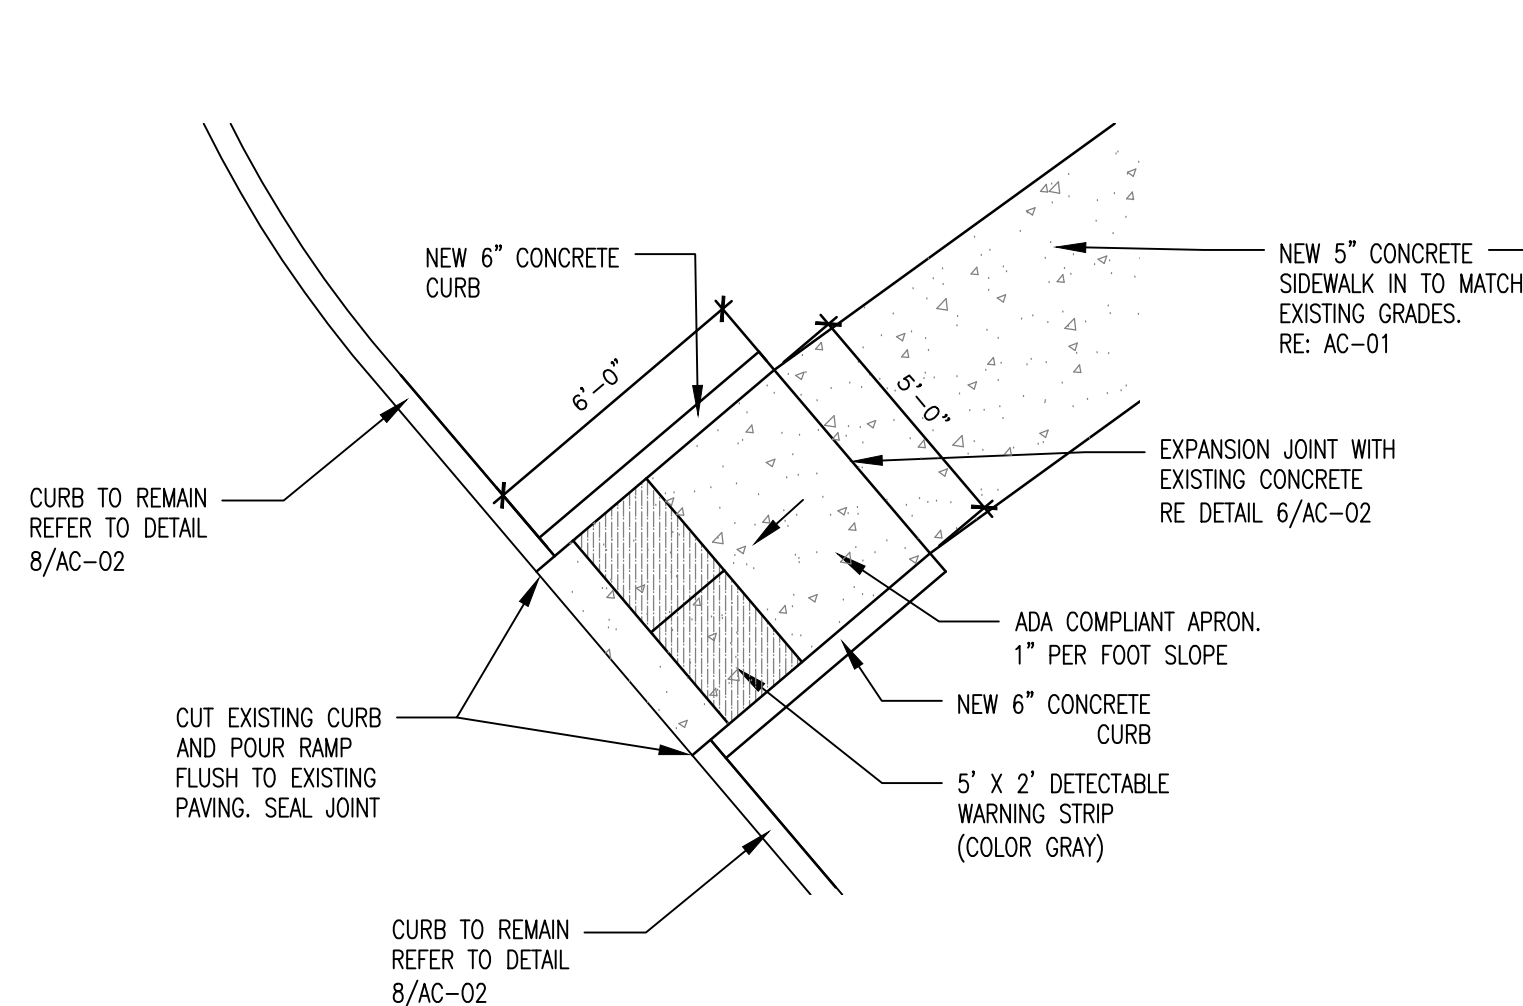 NEW 6” CONCRETE
CURB
NEW 5” CONCRETE
SIDEWALK IN TO MATCH
EXISTING GRADES.
RE: AC-01
6'-0”
5'-0”
EXPANSION JOINT WITH
EXISTING CONCRETE
RE DETAIL 6/AC-02
CURB TO REMAIN
REFER TO DETAIL
8/AC-02
ADA COMPLIANT APRON.
1” PER FOOT SLOPE
NEW 6” CONCRETE
CURB
CUT EXISTING CURB
AND POUR RAMP
FLUSH TO EXISTING
PAVING. SEAL JOINT
5' X 2' DETECTABLE
WARNING STRIP
(COLOR GRAY)
CURB TO REMAIN
REFER TO DETAIL
8/AC-02